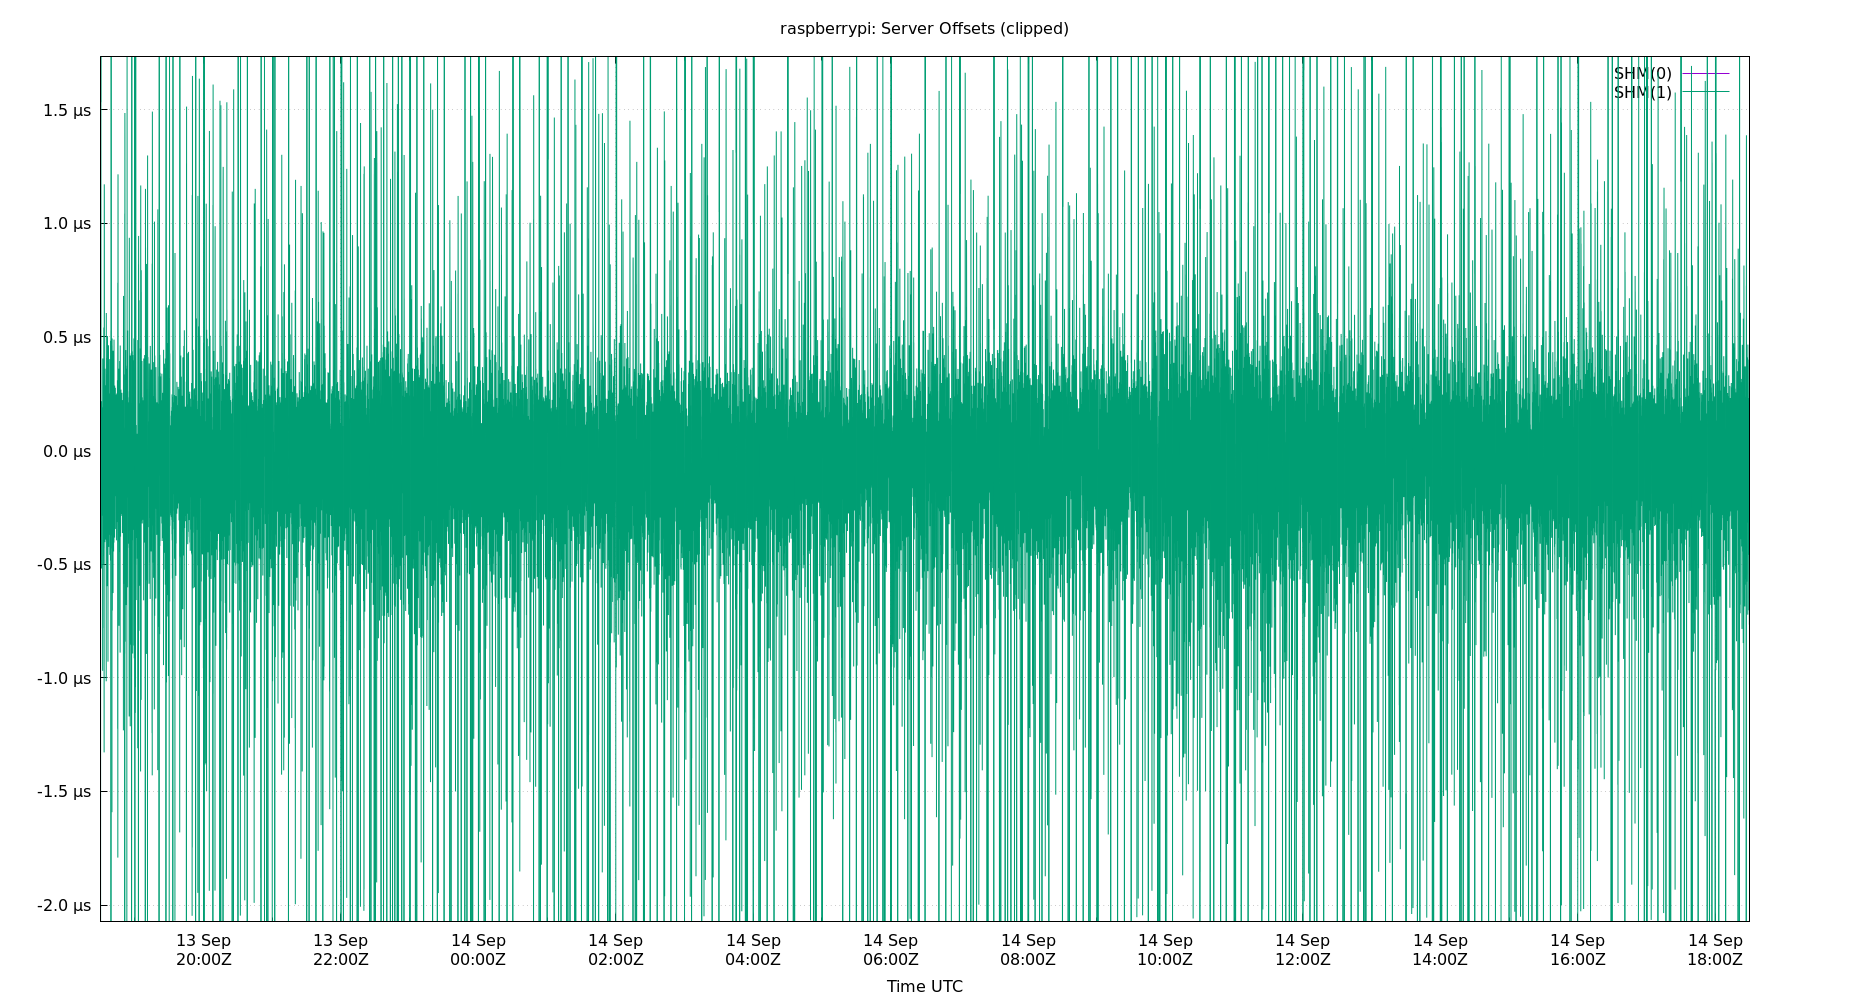 raspberrypi: Server Offsets (clipped)
SHM(0)
SHM(1)
1.5 µs
1.0 µs
0.5 µs
0.0 µs
-0.5 µs
-1.0 µs
-1.5 µs
-2.0 µs
13 Sep 13 Sep 14 Sep 14 Sep 14 Sep 14 Sep 14 Sep 14 Sep 14 Sep 14 Sep 14 Sep 14 Sep
20:00Z 22:00Z 00:00Z 02:00Z 04:00Z 06:00Z 08:00Z 10:00Z 12:00Z 14:00Z 16:00Z 18:00Z
Time UTC